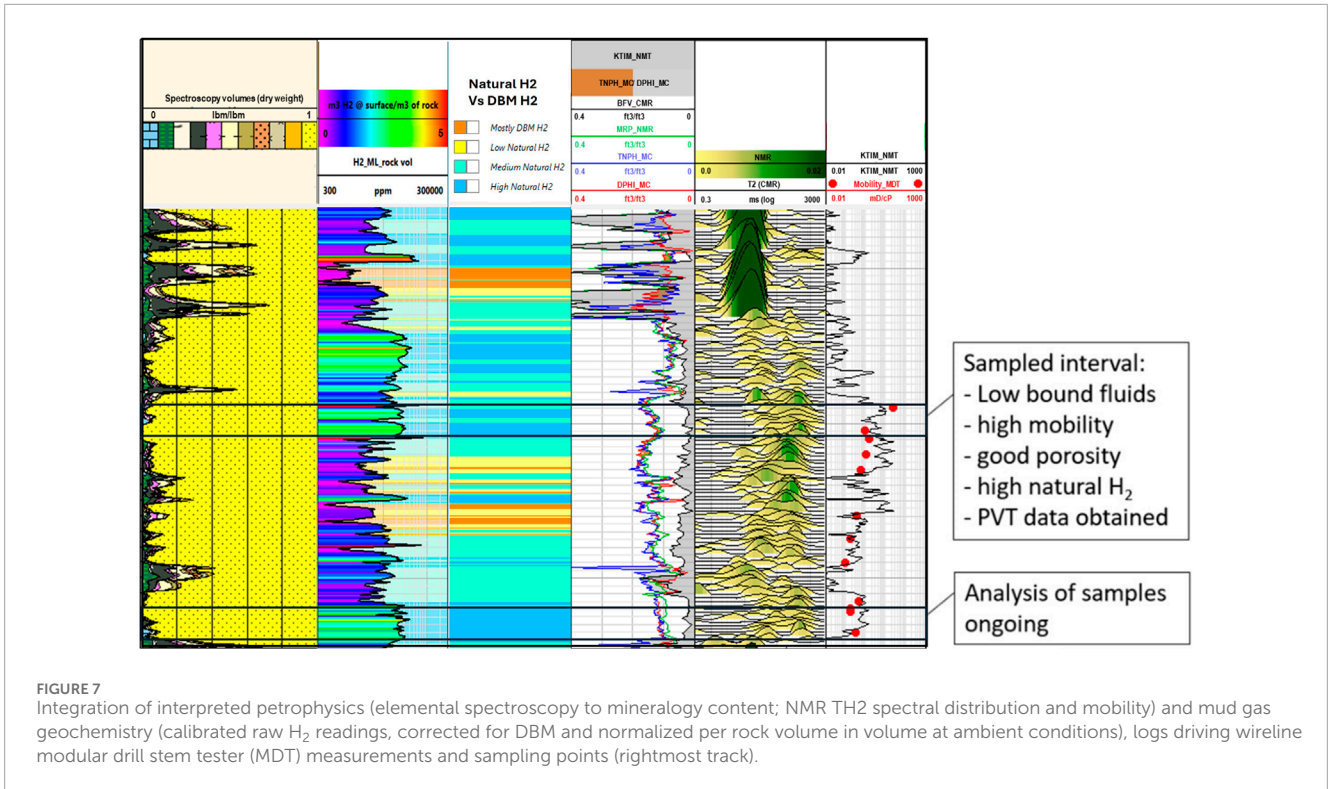 Spectroscopy volumes (dry weight)
0 lbm/lbm 1
m3 H2 @ surface/m3 of rock
0 5
H2_ML_rock vol
300 ppm 300000
Natural H2
Vs DBM H2
Mostly DBM H2
Low Natural H2
Medium Natural H2
High Natural H2
KTIM_NMT
TNPH_MC DPHI_MC
BFV_CMR
0.4 ft3/ft3 0
MRP_NMR
0.4 ft3/ft3 0
TNPH_MC
0.4 ft3/ft3 0
DPHI_MC
0.4 ft3/ft3 0
NMR
0.0
T2 (CMR)
0.3 ms (log 3000
KTIM_NMT
0.01 KTIM_NMT 1000
Mobility_MDT
0.01 mD/cP 1000
Sampled interval:
- Low bound fluids
- high mobility
- good porosity
- high natural H₂
- PVT data obtained
Analysis of samples
ongoing
FIGURE 7
Integration of interpreted petrophysics (elemental spectroscopy to mineralogy content; NMR TH2 spectral distribution and mobility) and mud gas
geochemistry (calibrated raw H₂ readings, corrected for DBM and normalized per rock volume in volume at ambient conditions), logs driving wireline
modular drill stem tester (MDT) measurements and sampling points (rightmost track).